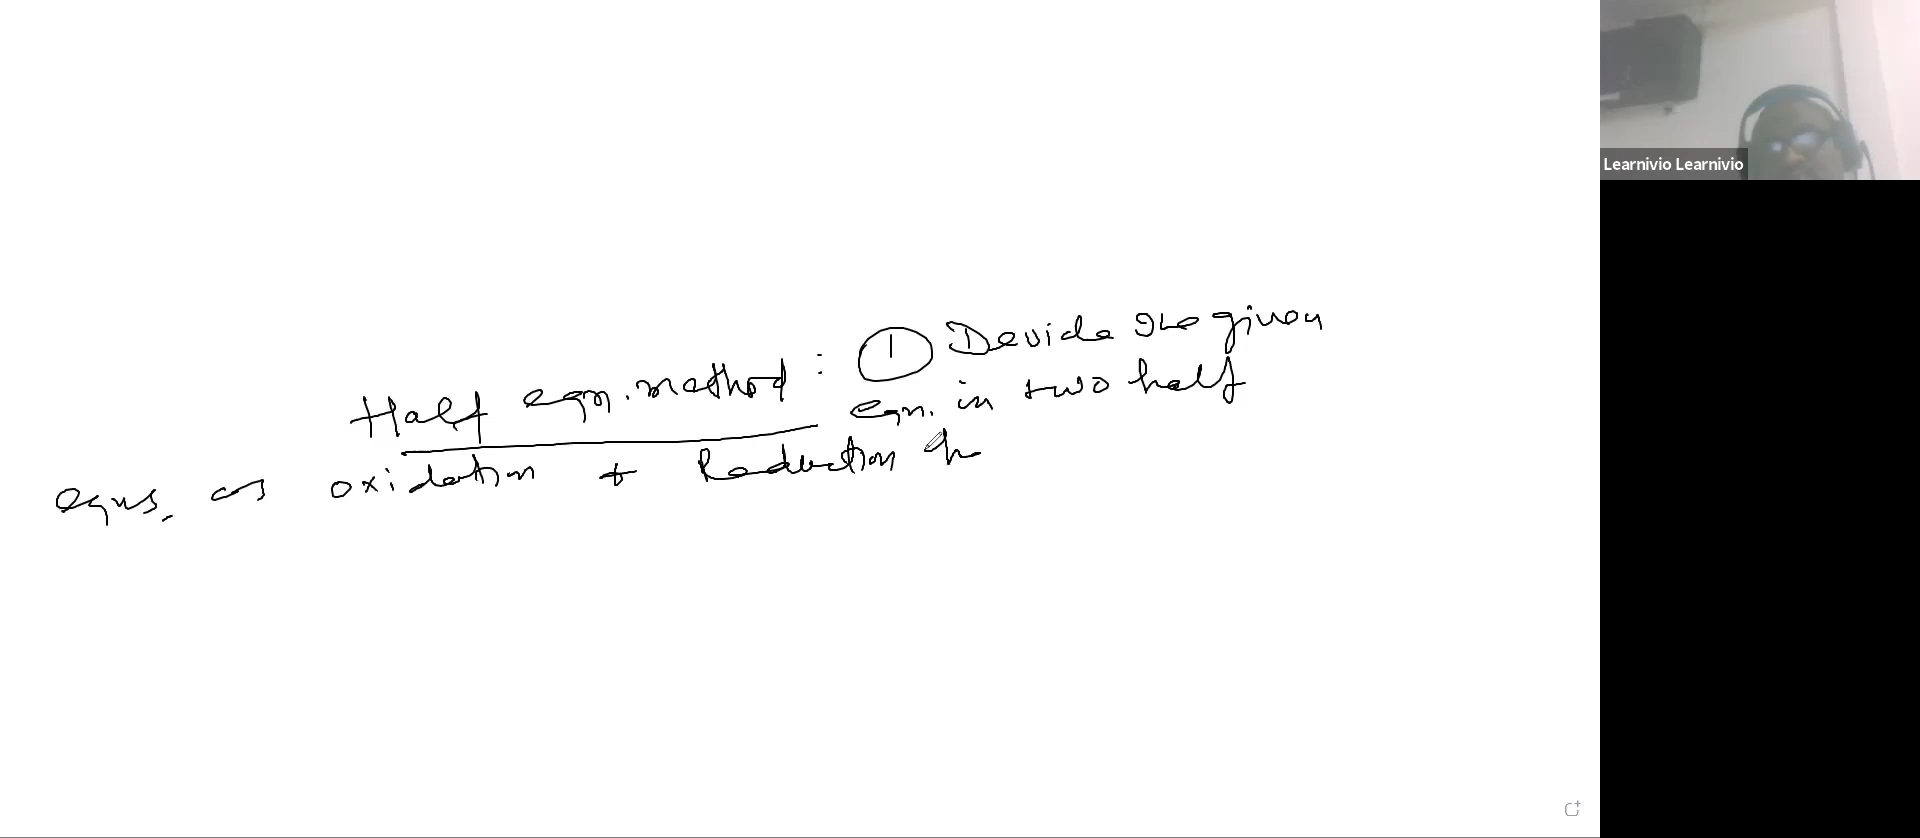 Half eqn. method : ① Devide the given
eqn. in two half
eqns. as oxidation + Reduction
Learnivio Learnivio